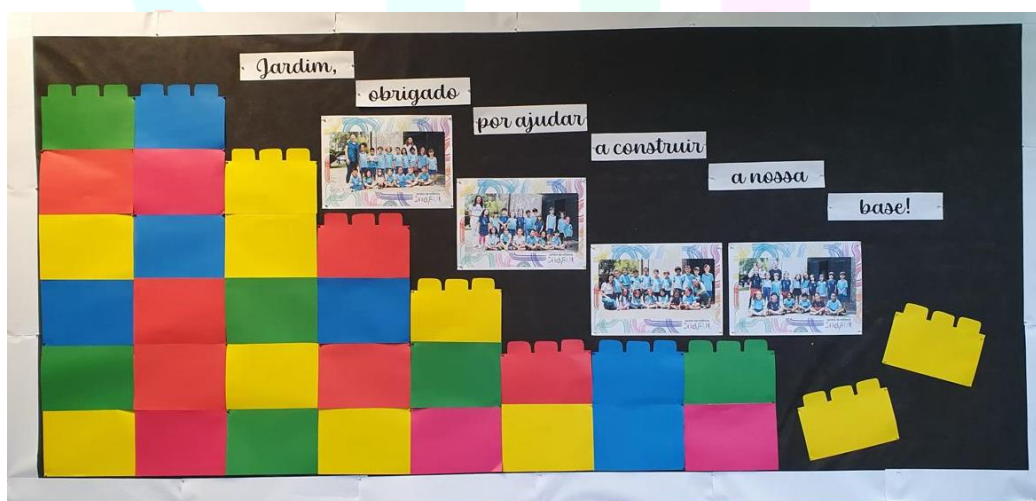 Jardim,
obrigado
por ajudar
a construir
a nossa
base!